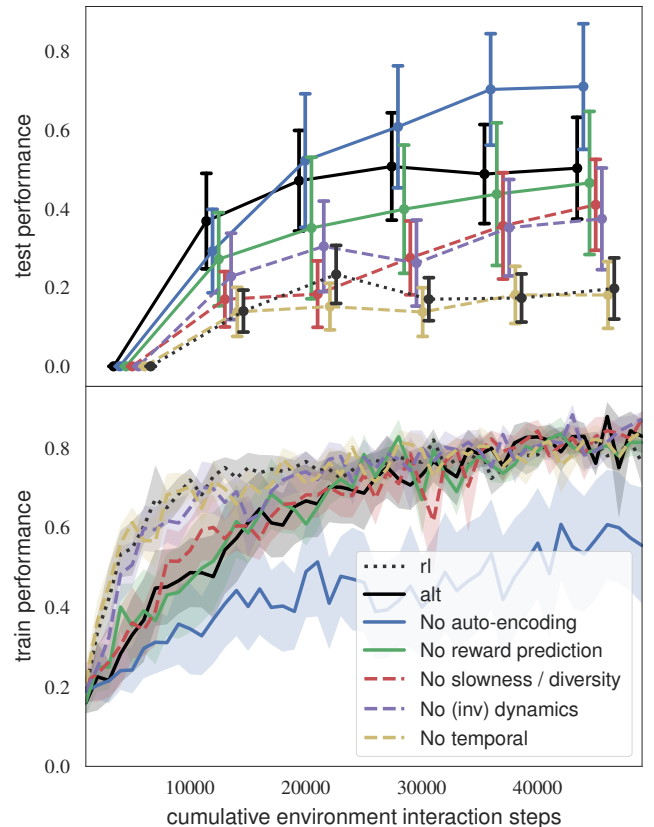 test performance
0.8
0.6
0.4
0.2
0.0
train performance
0.8
0.6
0.4
0.2
0.0
rl
alt
No auto-encoding
No reward prediction
No slowness / diversity
No (inv) dynamics
No temporal
10000 20000 30000 40000
cumulative environment interaction steps